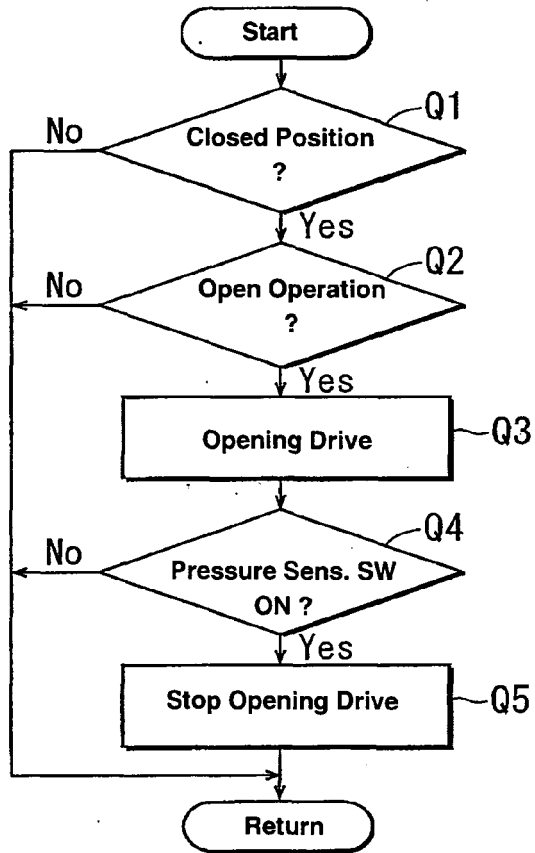 Start
Q1
No
Closed Position
?
Yes
Q2
No
Open Operation
?
Yes
Opening Drive
Q3
Q4
No
Pressure Sens. SW
ON ?
Yes
Stop Opening Drive
Q5
Return